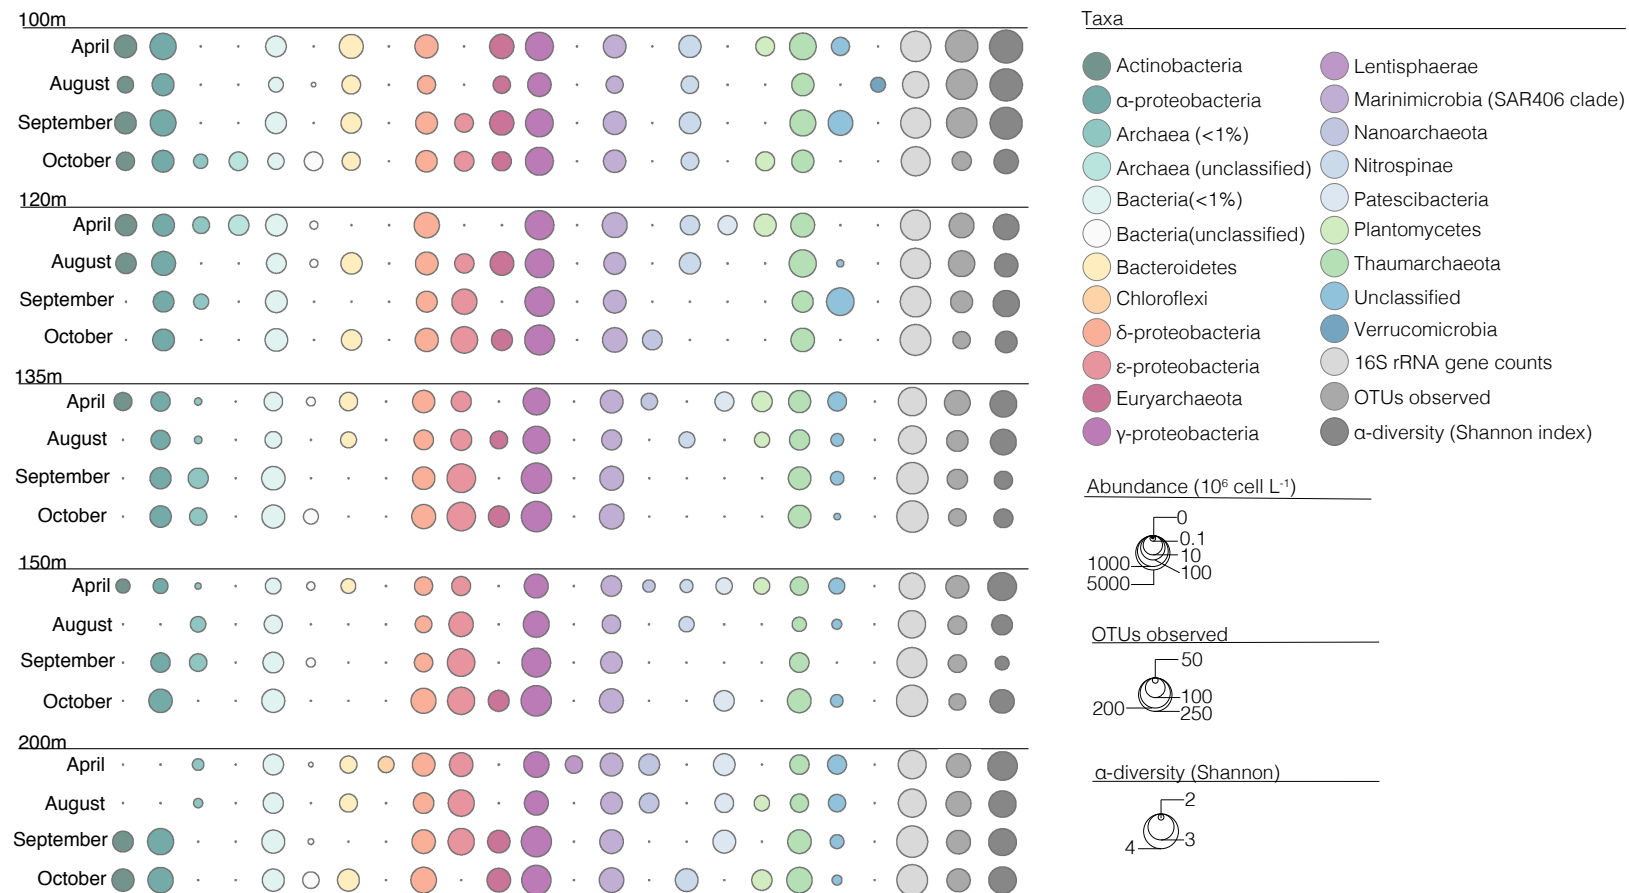 100m
April
August
September
October
120m
April
August
September
October
135m
April
August
September
October
150m
April
August
September
October
200m
April
August
September
October
Taxa
Actinobacteria
α-proteobacteria
Archaea (<1%)
Archaea (unclassified)
Bacteria(<1%)
Bacteria(unclassified)
Bacteroidetes
Chloroflexi
δ-proteobacteria
ε-proteobacteria
Euryarchaeota
γ-proteobacteria
Lentisphaerae
Marinimicrobia (SAR406 clade)
Nanoarchaeota
Nitrospinae
Patescibacteria
Plantomycetes
Thaumarchaeota
Unclassified
Verrucomicrobia
16S rRNA gene counts
OTUs observed
α-diversity (Shannon index)
Abundance (10⁶ cell L⁻¹)
0
0.1
10
100
1000
5000
OTUs observed
50
100
200
250
α-diversity (Shannon)
2
3
4